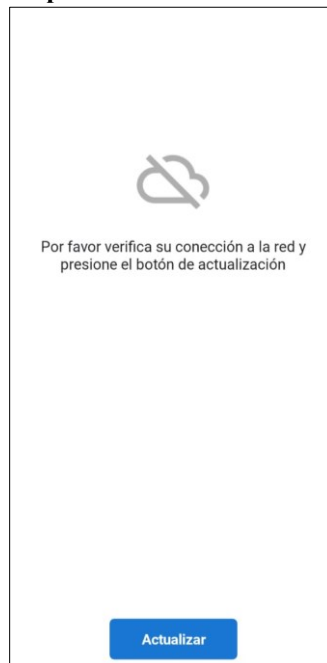 Por favor verifica su conección a la red y
presione el botón de actualización
Actualizar